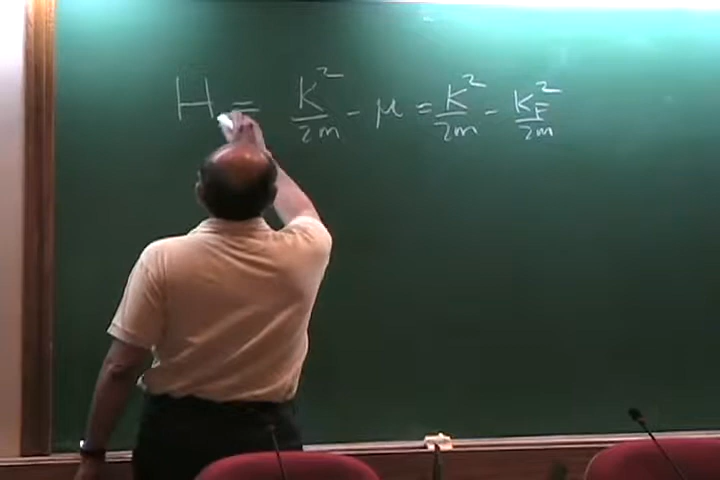 H = K²/2m - μ = K²/2m - K_F²/2m